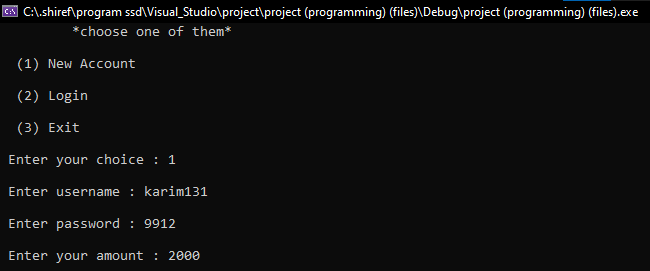 C:\.shiref\program ssd\Visual_Studio\project\project (programming) (files)\Debug\project (programming) (files).exe
*choose one of them*
(1) New Account
(2) Login
(3) Exit
Enter your choice : 1
Enter username : karim131
Enter password : 9912
Enter your amount : 2000